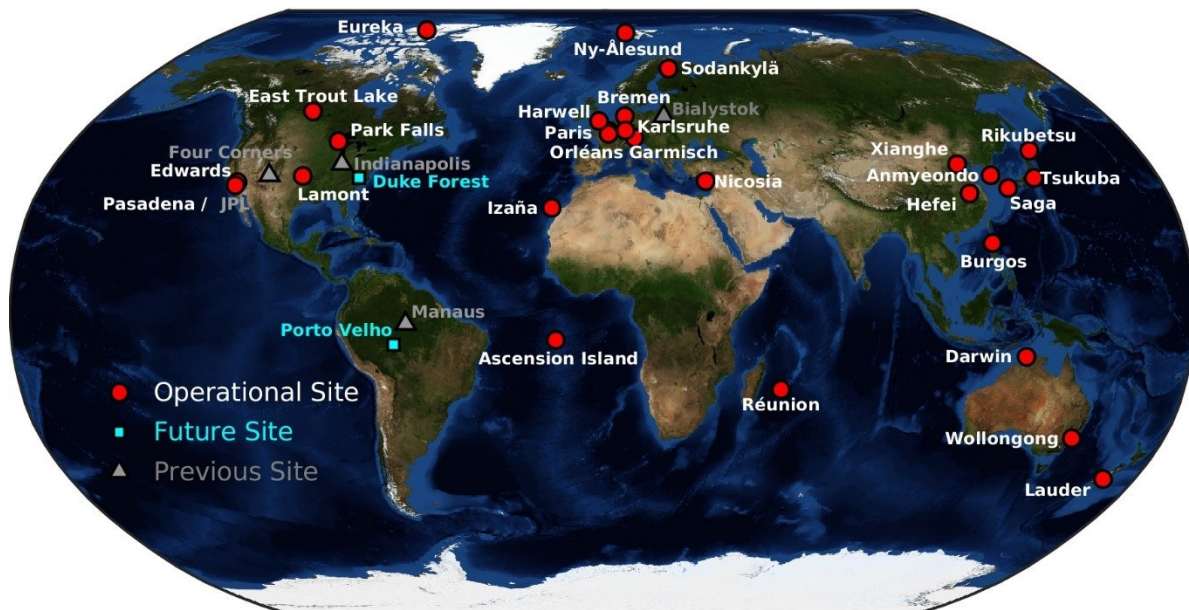 Eureka
Ny-Ålesund
Sodankylä
East Trout Lake
Bremen
Harwell
Bialystok
Paris
Karlsruhe
Park Falls
Orléans Garmisch
Rikubetsu
Xianghe
Four Corners
Indianapolis
Edwards
Duke Forest
Anmyeondo
Tsukuba
Lamont
Nicosia
Pasadena / JPL
Izaña
Hefei
Saga
Burgos
Manaus
Porto Velho
Ascension Island
Darwin
Réunion
Operational Site
Future Site
Wollongong
Previous Site
Lauder